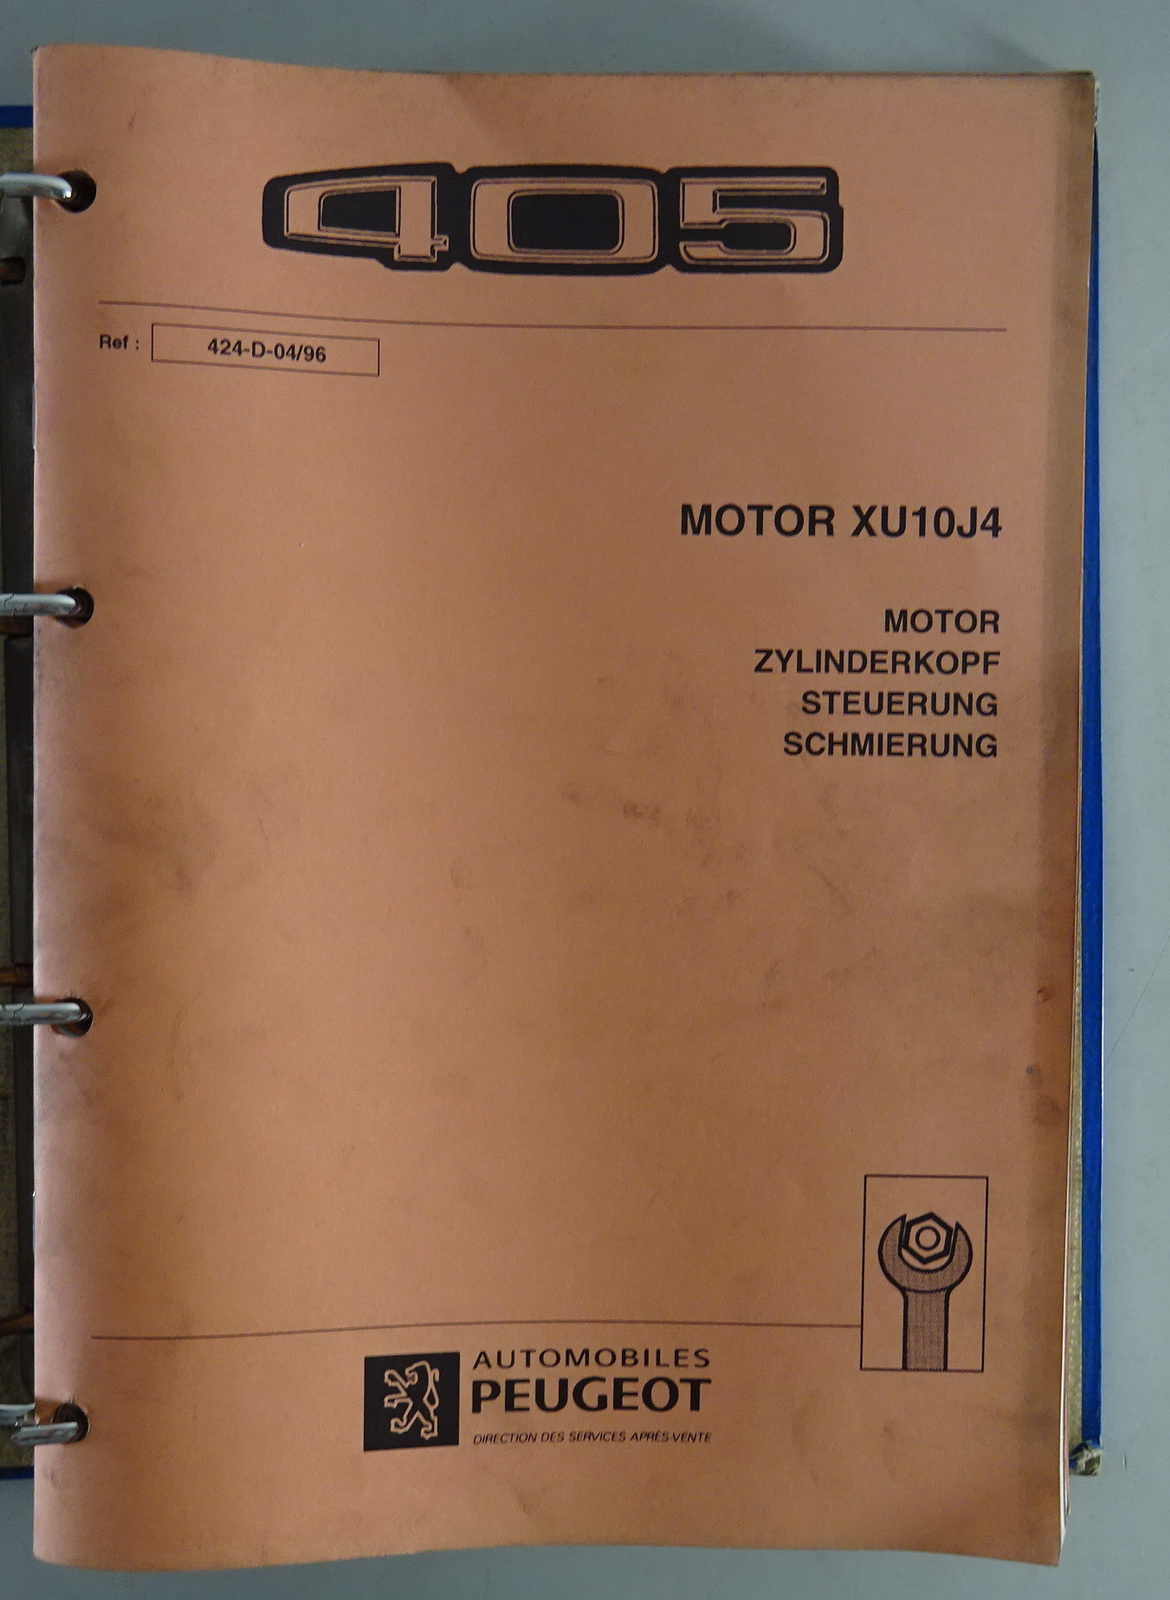 405
Ref : 424-D-04/96
MOTOR XU10J4
MOTOR
ZYLINDERKOPF
STEUERUNG
SCHMIERUNG
AUTOMOBILES
PEUGEOT
DIRECTION DES SERVICES APRÈS-VENTE